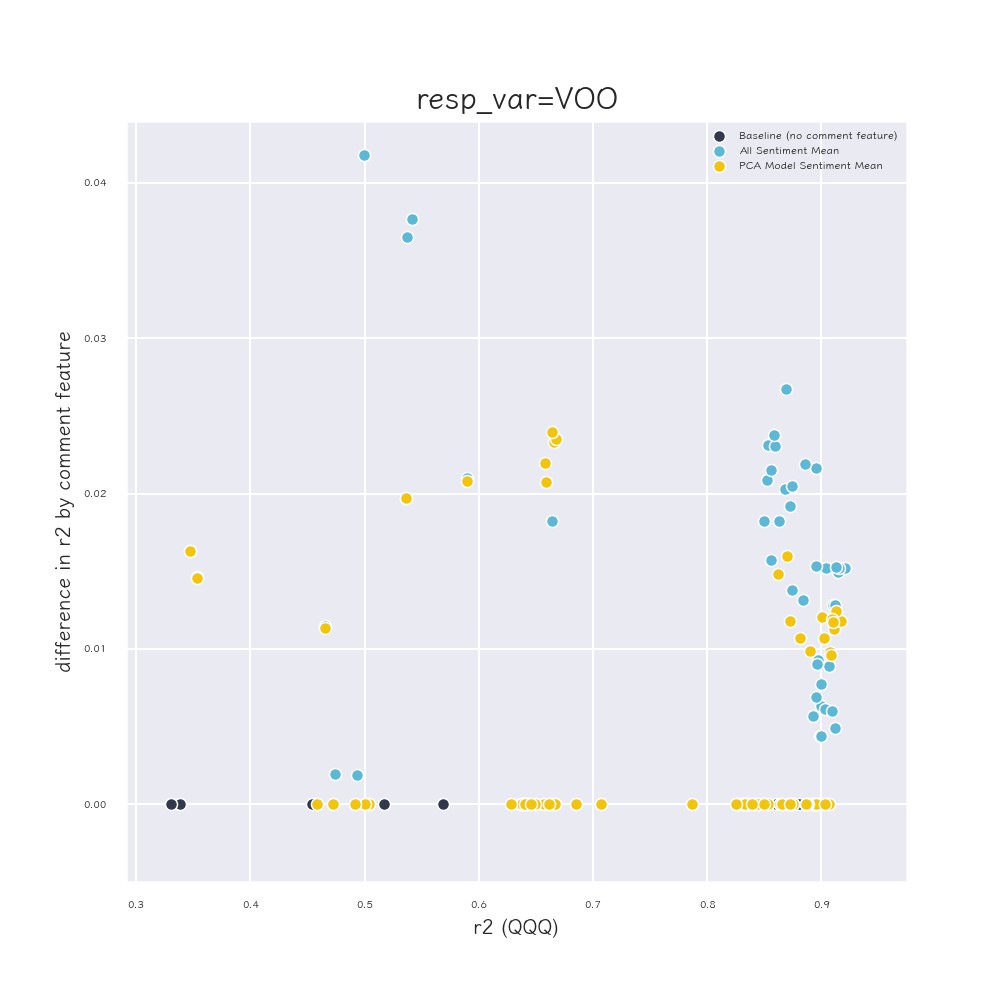 resp_var=VOO
Baseline (no comment feature)
All Sentiment Mean
PCA Model Sentiment Mean
difference in r2 by comment feature
0.04
0.03
0.02
0.01
0.00
0.3 0.4 0.5 0.6 0.7 0.8 0.9
r2 (QQQ)